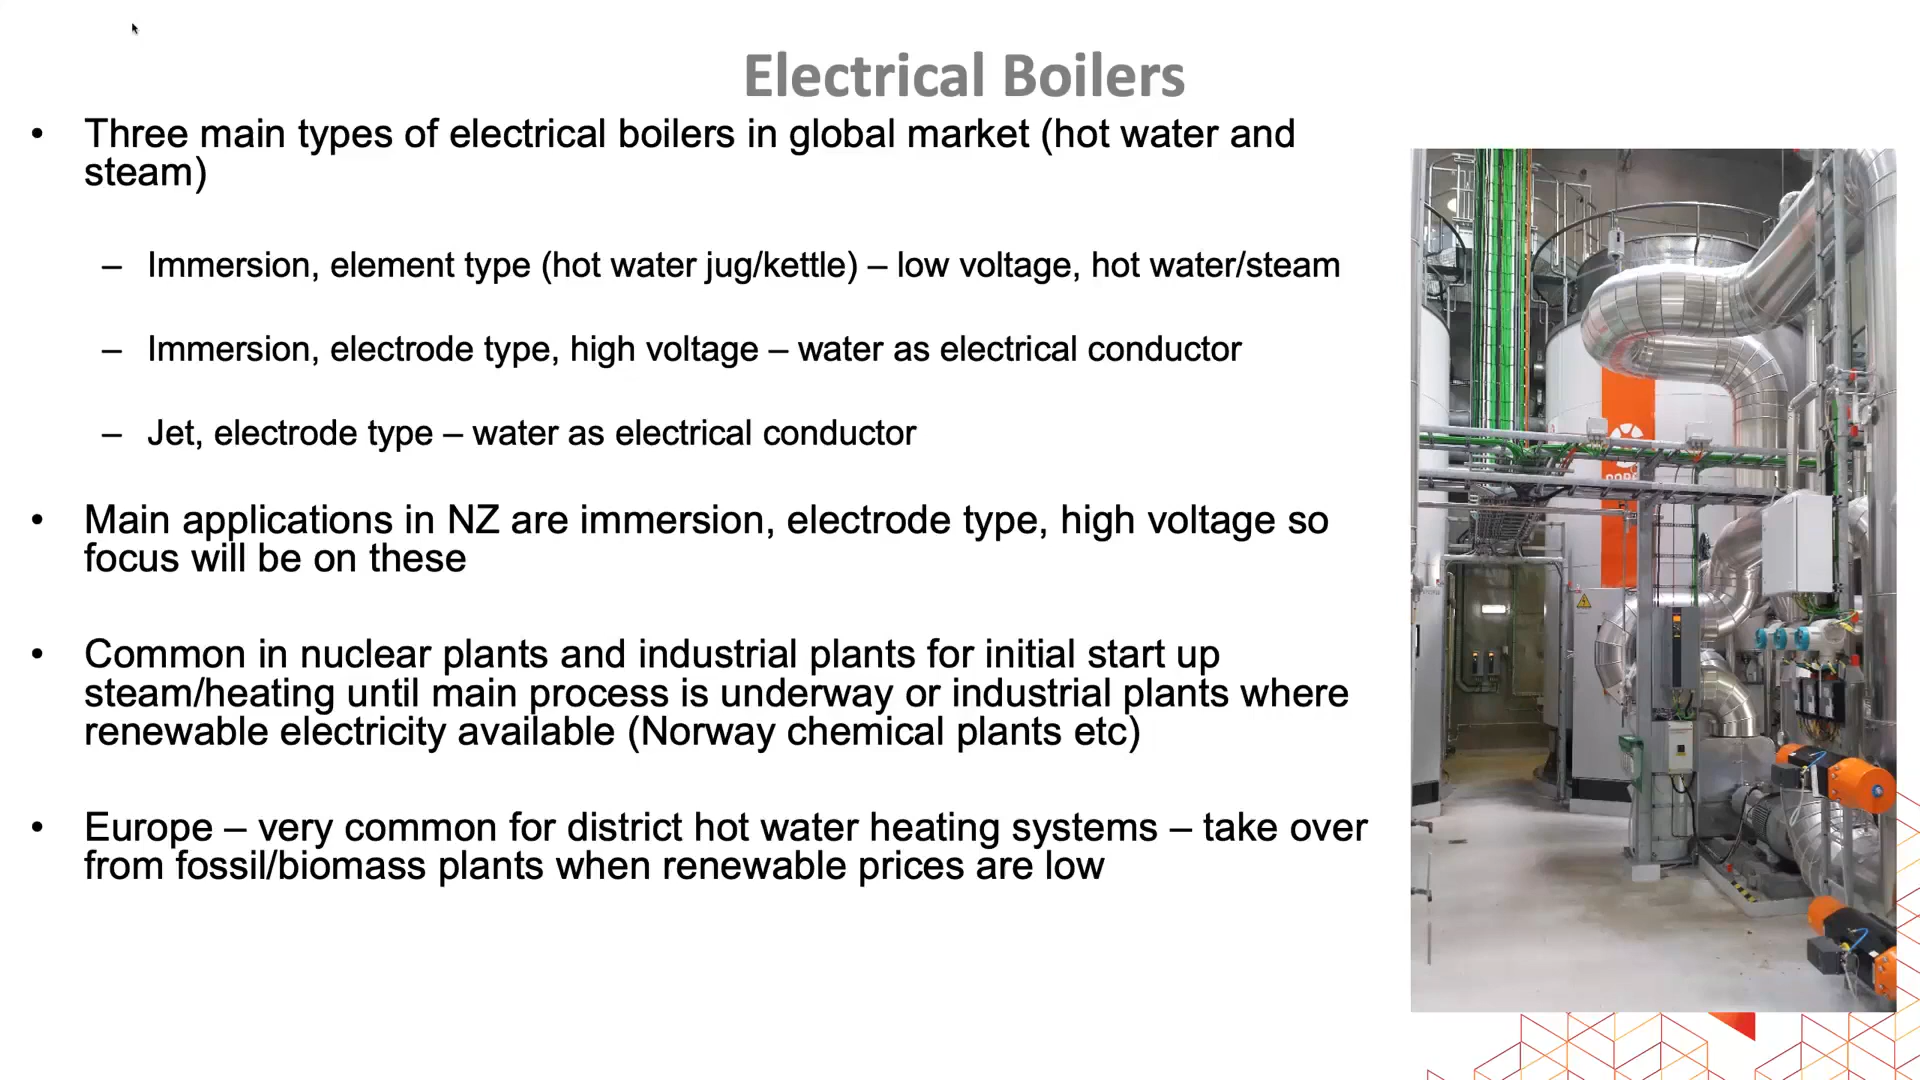 Electrical Boilers
• Three main types of electrical boilers in global market (hot water and
steam)
– Immersion, element type (hot water jug/kettle) – low voltage, hot water/steam
– Immersion, electrode type, high voltage – water as electrical conductor
– Jet, electrode type – water as electrical conductor
• Main applications in NZ are immersion, electrode type, high voltage so
focus will be on these
• Common in nuclear plants and industrial plants for initial start up
steam/heating until main process is underway or industrial plants where
renewable electricity available (Norway chemical plants etc)
• Europe – very common for district hot water heating systems – take over
from fossil/biomass plants when renewable prices are low